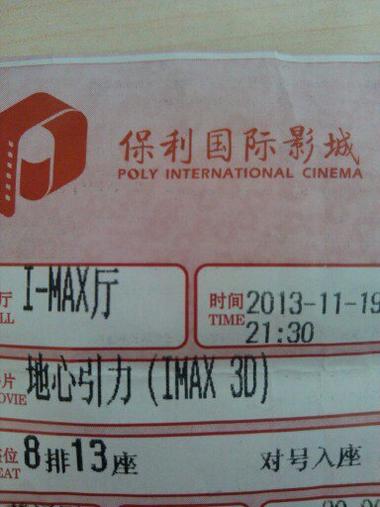 保利国际影城
POLY INTERNATIONAL CINEMA
厅 I-MAX厅
时间 2013-11-19
TIME 21:30
地心引力(IMAX 3D)
8排13座 对号入座